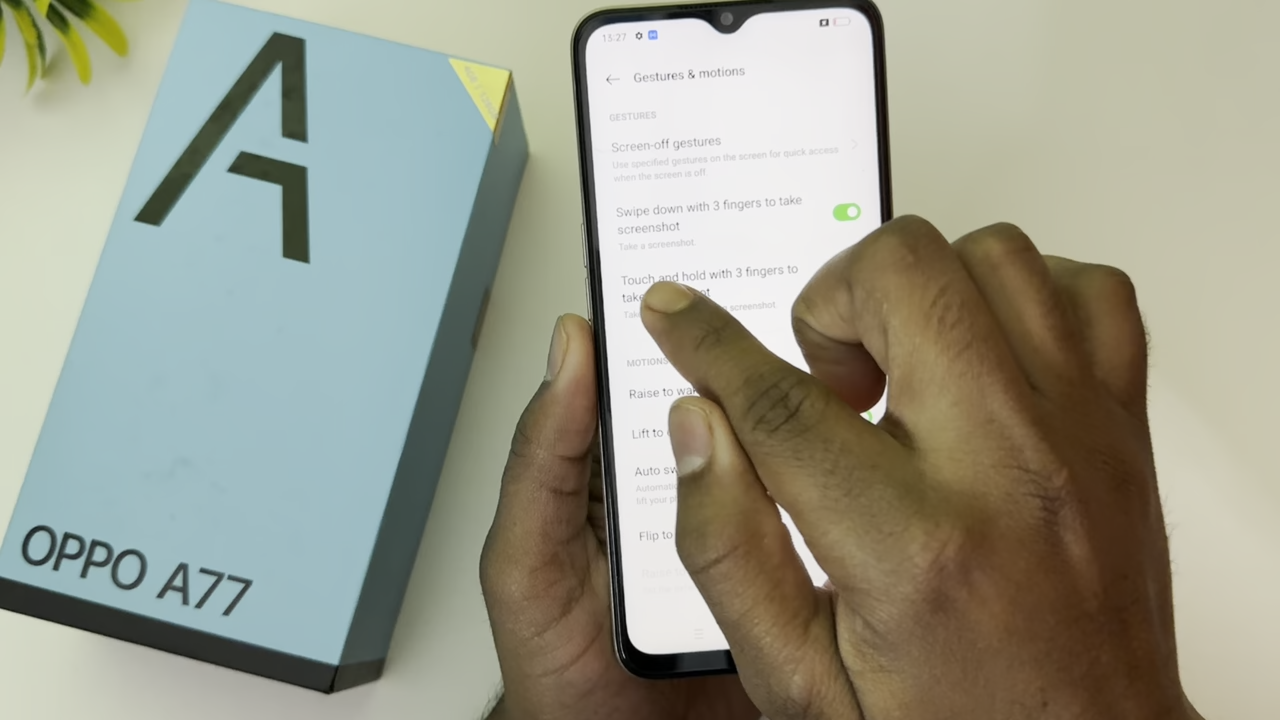 A
OPPO A77
13:27
Gestures & motions
GESTURES
Screen-off gestures
Use specified gestures on the screen for quick access
when the screen is off.
Swipe down with 3 fingers to take
screenshot
Take a screenshot.
Touch and hold with 3 fingers to
screenshot.
MOTIONS
Raise to
Lift to
Auto
Flip to